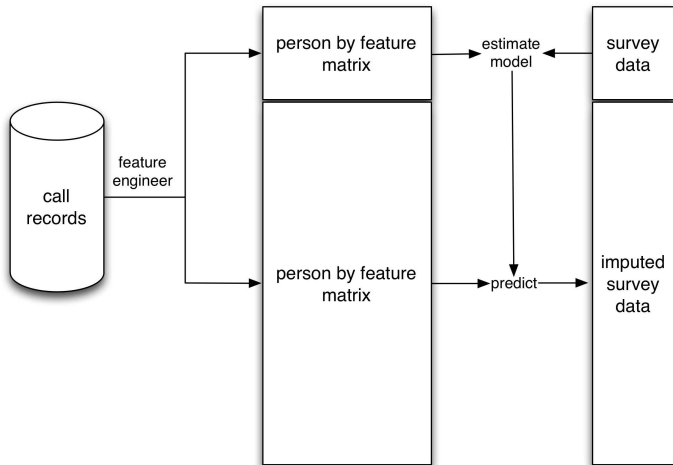 person by feature
matrix
estimate
model
survey
data
feature
engineer
call
records
person by feature
matrix
predict
imputed
survey
data